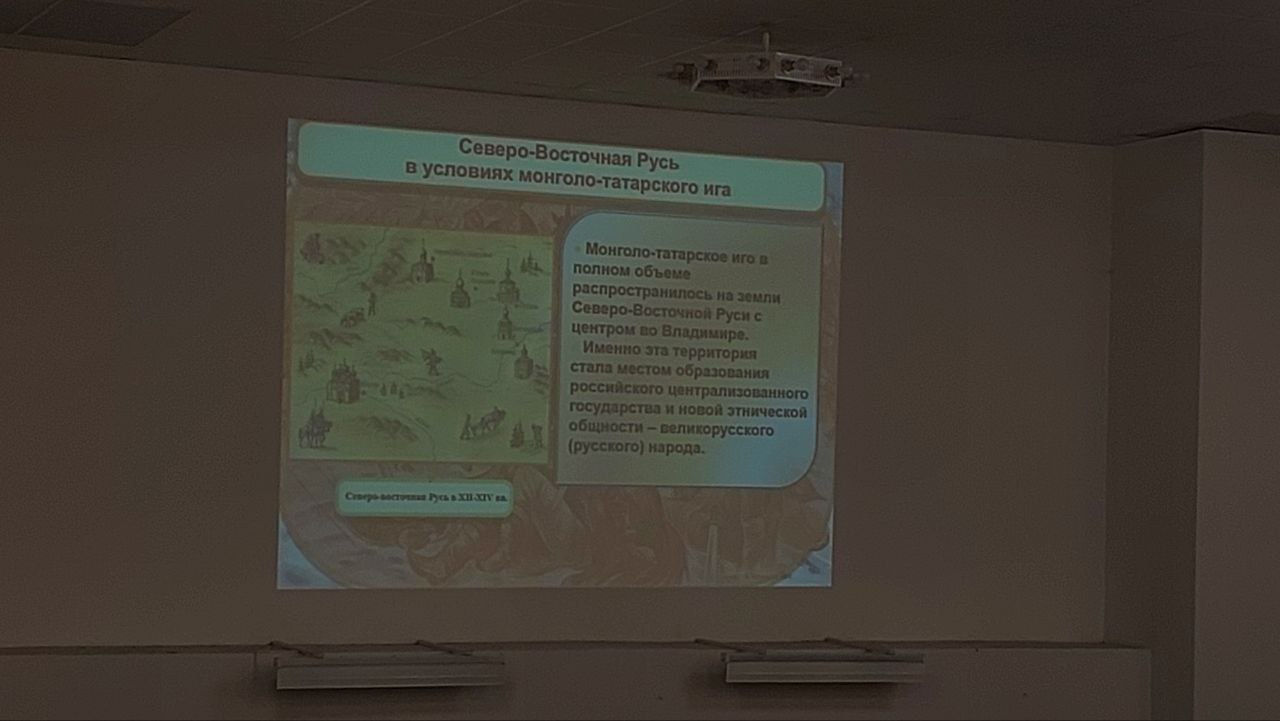 Северо-Восточная Русь
в условиях монголо-татарского ига
Монголо-татарское иго в
полном объеме
распространилось на земли
Северо-Восточной Руси с
центром во Владимире.
Именно эта территория
стала местом образования
российского централизованного
государства и новой этнической
общности – великорусского
(русского) народа.
Северо-восточная Русь в XII-XIV вв.